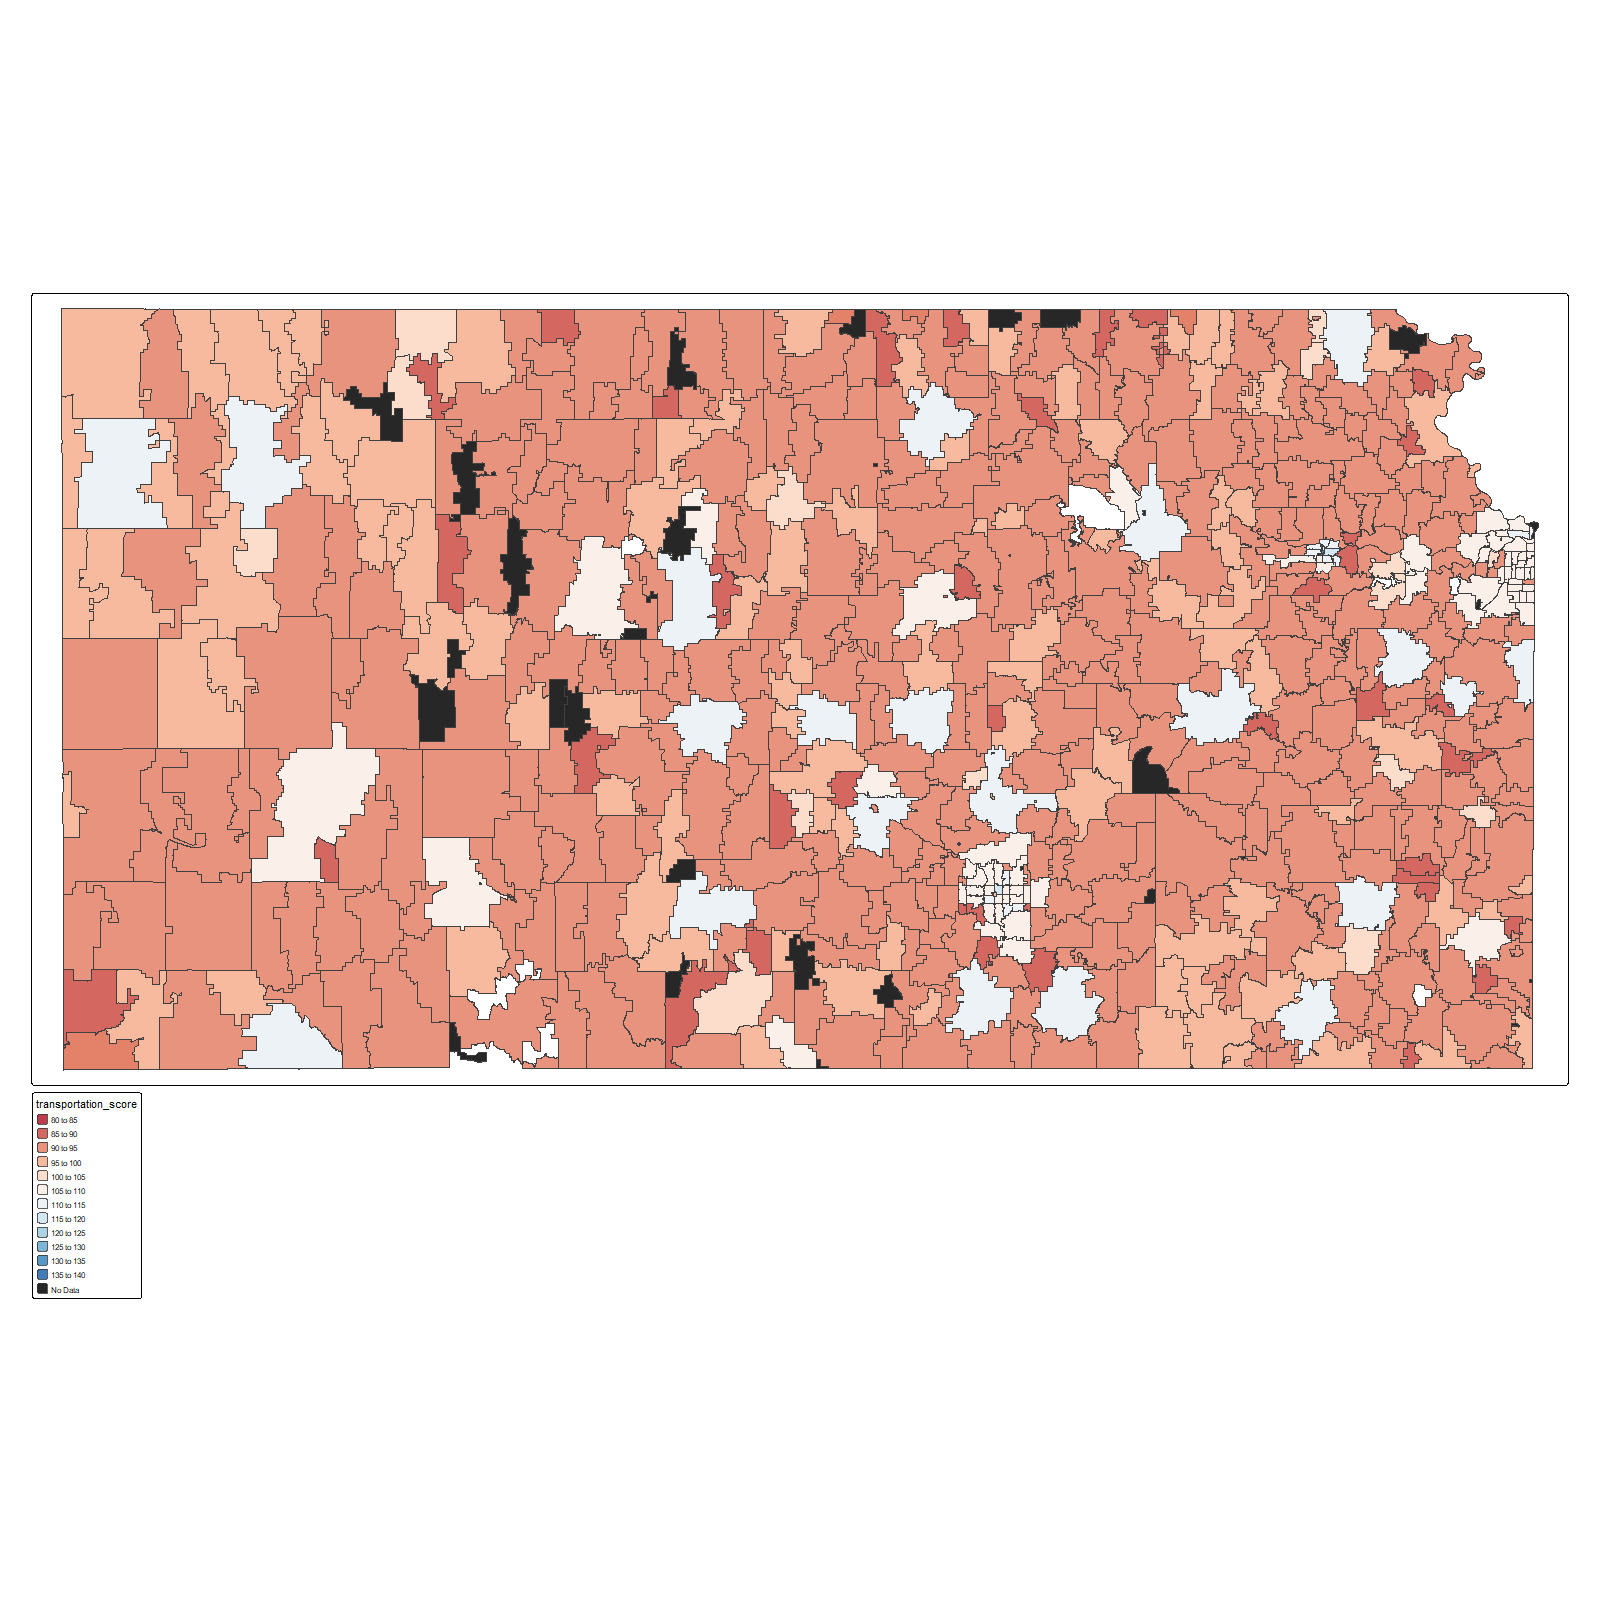 transportation_score
80 to 85
85 to 90
90 to 95
95 to 100
100 to 105
105 to 110
110 to 115
115 to 120
120 to 125
125 to 130
130 to 135
135 to 140
No Data